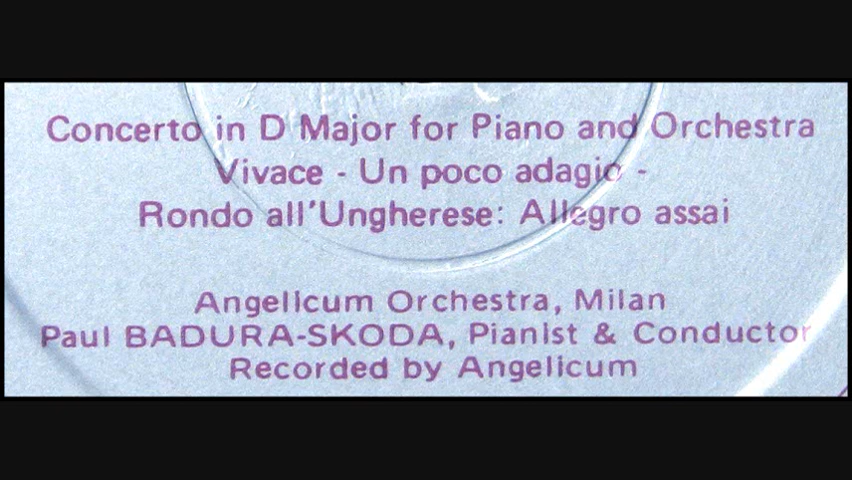 Concerto in D Major for Piano and Orchestra
Vivace - Un poco adagio -
Rondo all'Ungherese: Allegro assai
Angelicum Orchestra, Milan
Paul BADURA-SKODA, Pianist & Conductor
Recorded by Angelicum